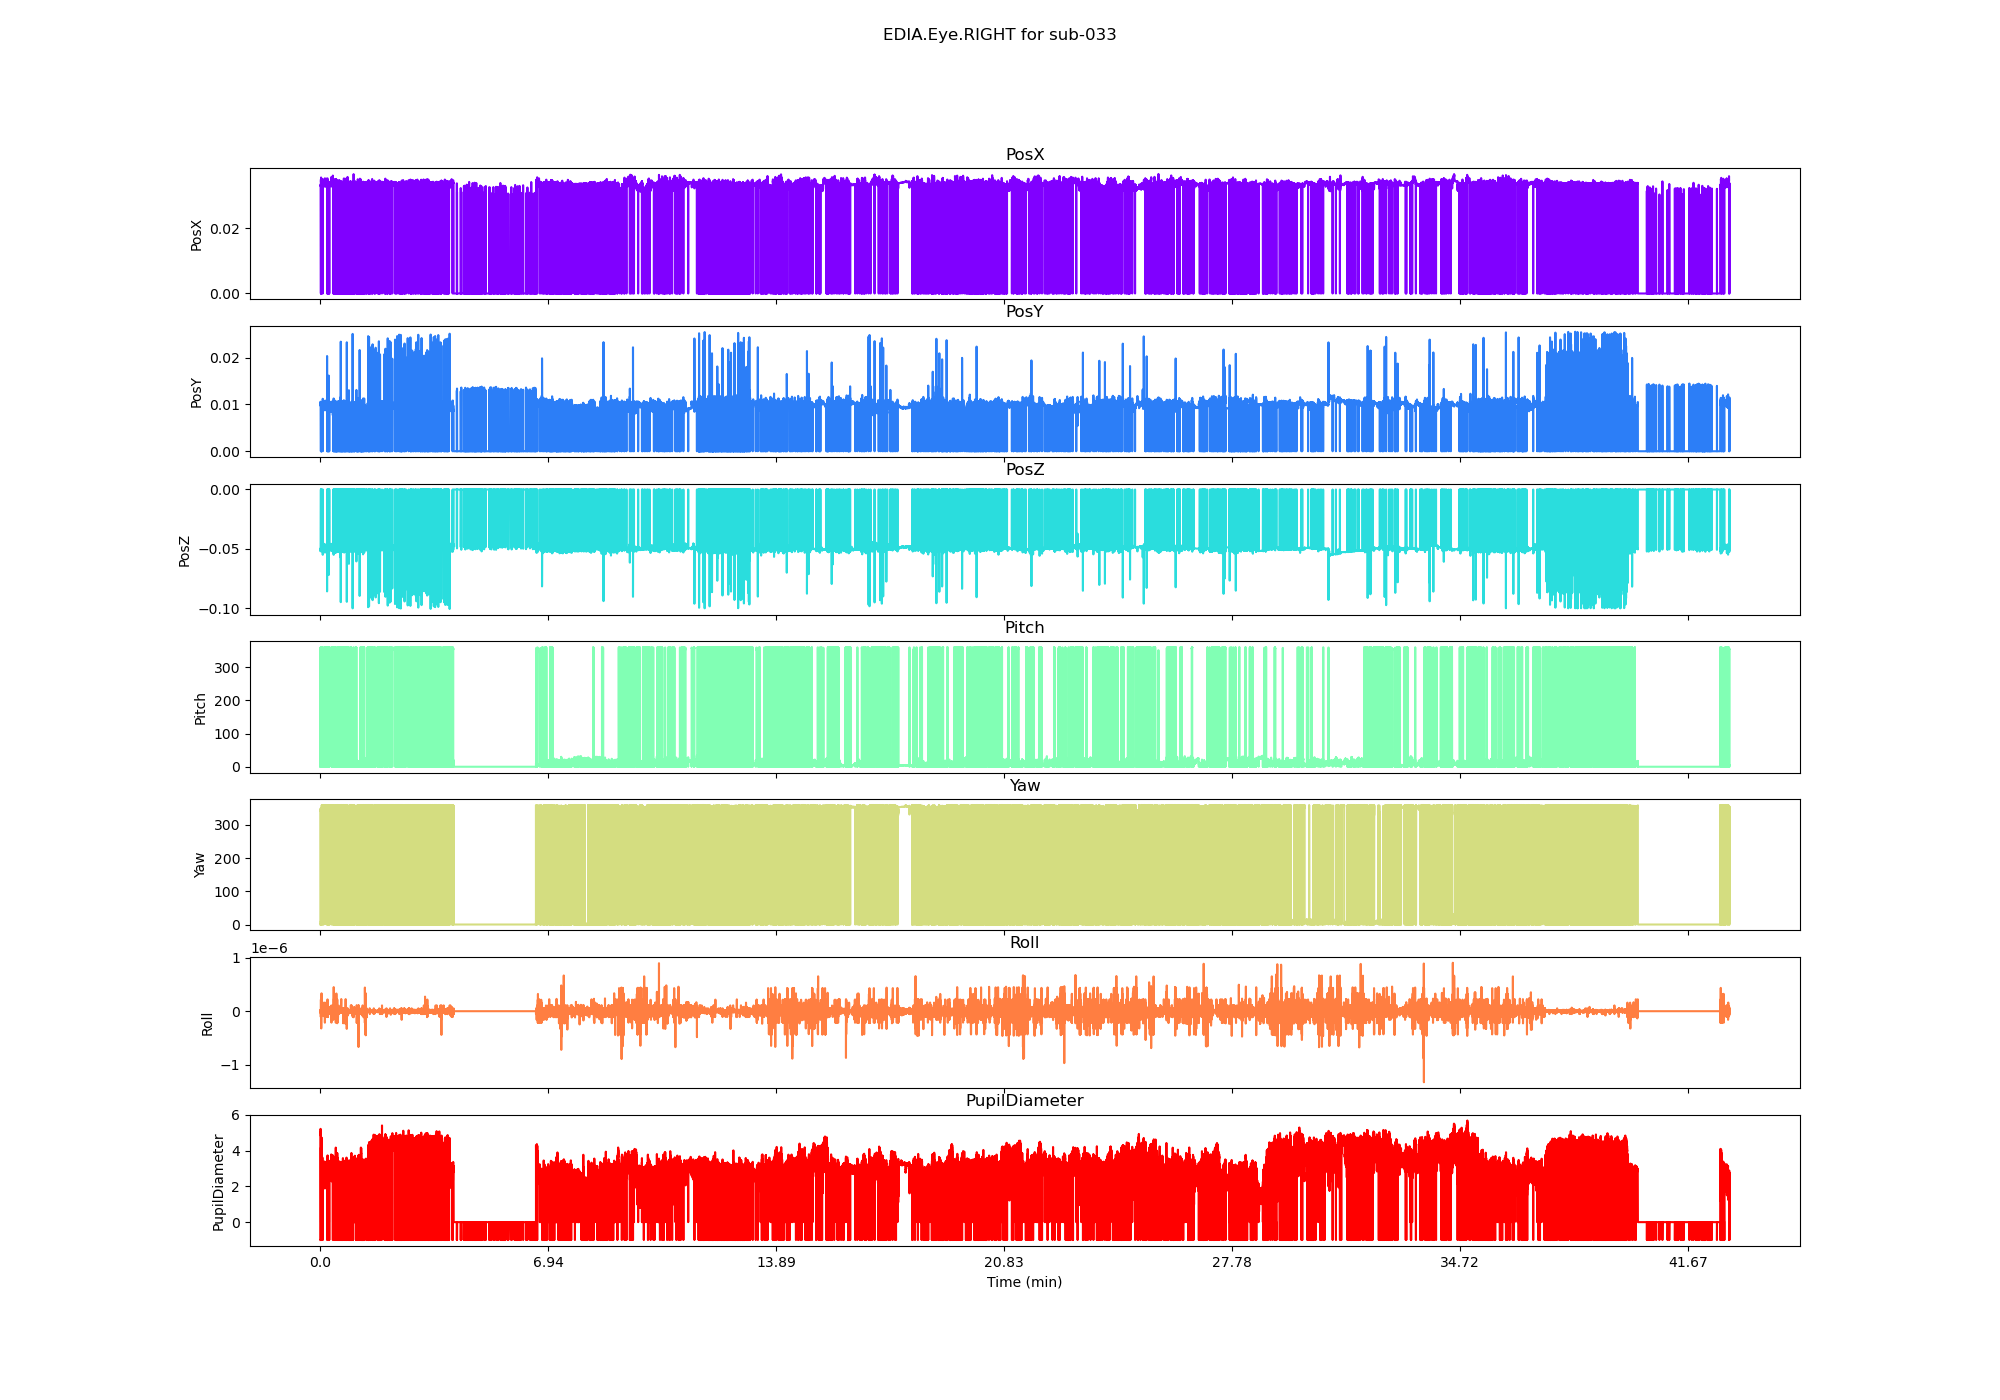 EDIA.Eye.RIGHT for sub-033
PosX
PosX
0.02
0.00
PosY
PosY
0.02
0.01
0.00
PosZ
PosZ
0.00
−0.05
−0.10
Pitch
Pitch
300
200
100
0
Yaw
Yaw
300
200
100
0
1e−6
Roll
Roll
1
0
−1
PupilDiameter
PupilDiameter
6
4
2
0
0.0 6.94 13.89 20.83 27.78 34.72 41.67
Time (min)